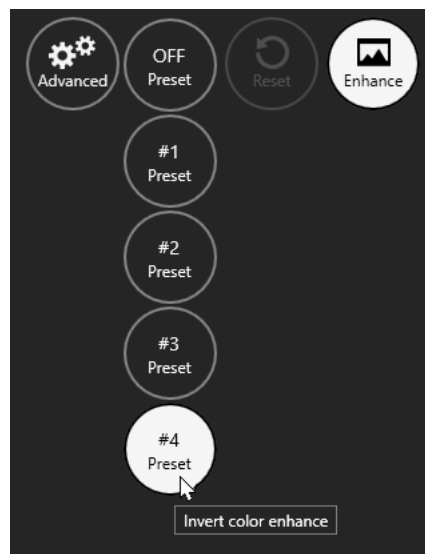 Advanced
OFF
Preset
Reset
Enhance
#1
Preset
#2
Preset
#3
Preset
#4
Preset
Invert color enhance